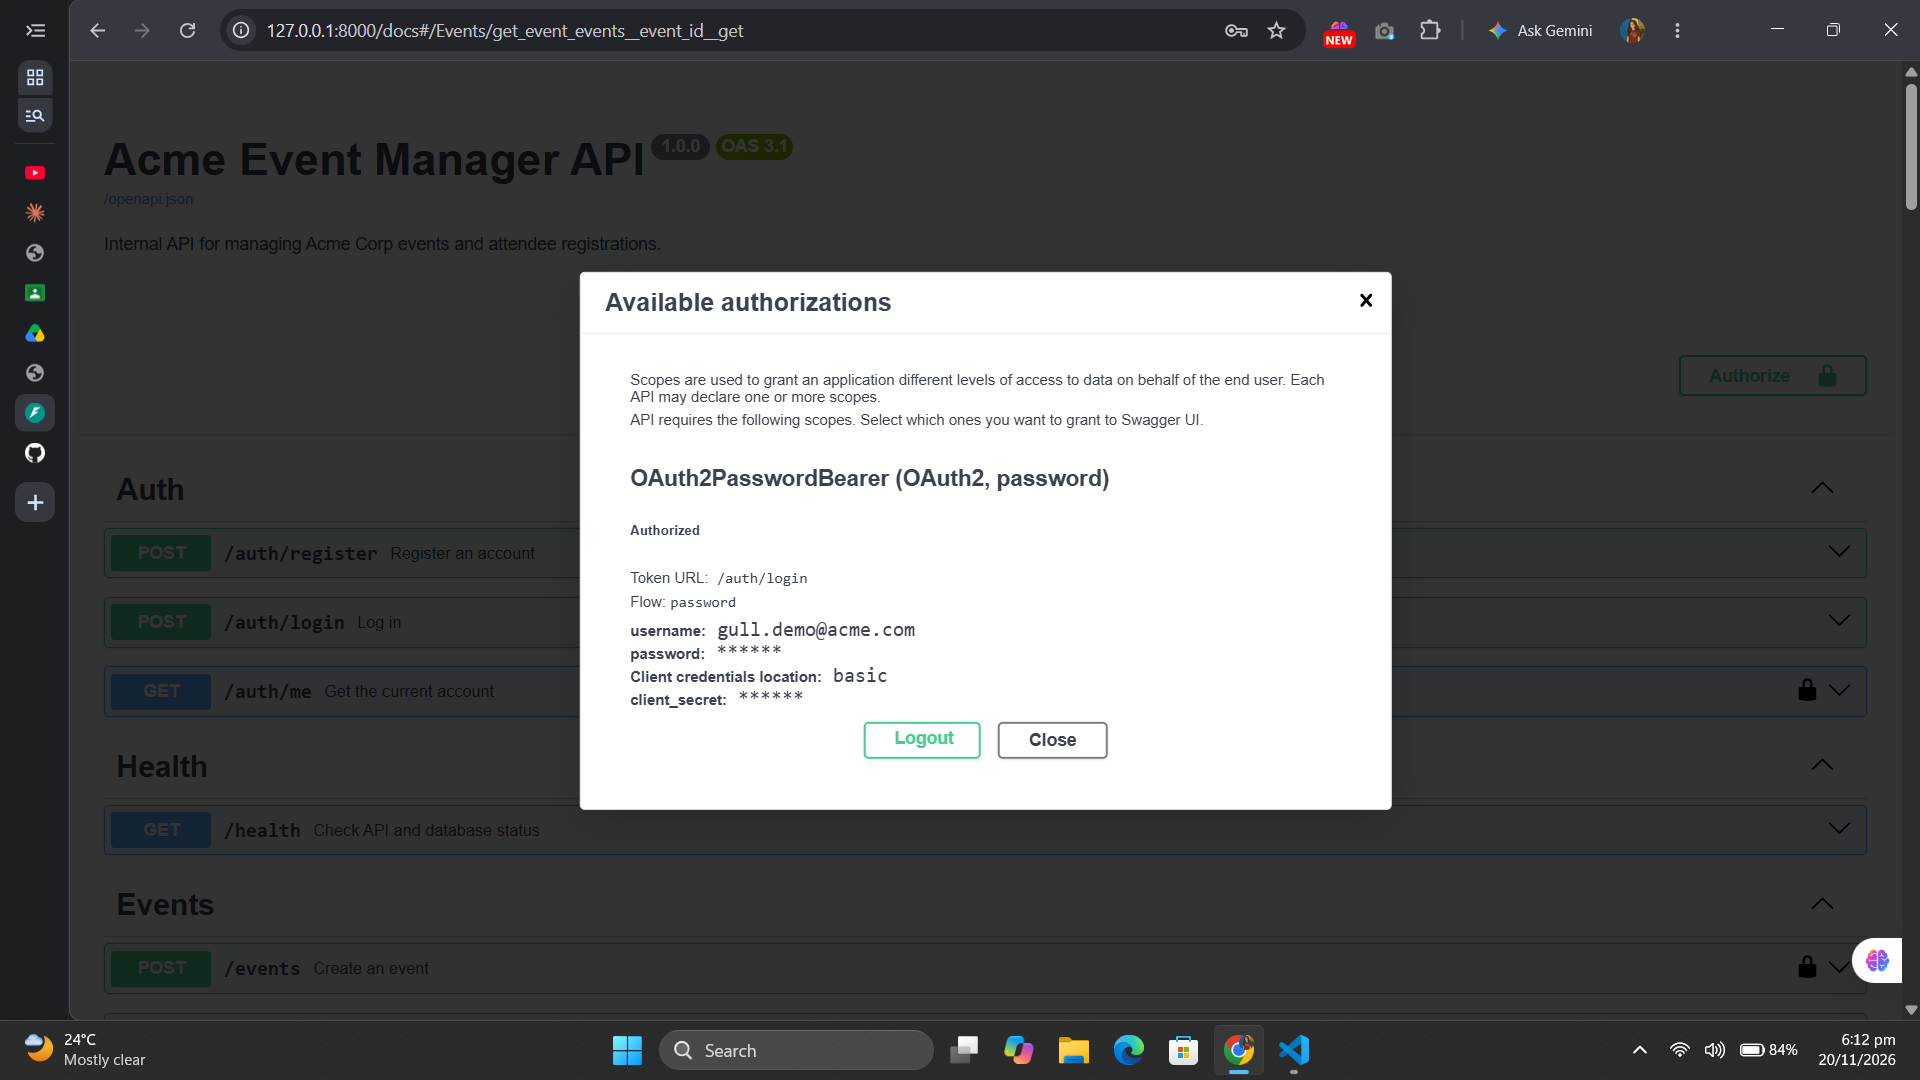 127.0.0.1:8000/docs#/Events/get_event_events__event_id__get
NEW
Ask Gemini
Acme Event Manager API 1.0.0 OAS 3.1
/openapi.json
Internal API for managing Acme Corp events and attendee registrations.
Authorize
Available authorizations
Scopes are used to grant an application different levels of access to data on behalf of the end user. Each
API may declare one or more scopes.
API requires the following scopes. Select which ones you want to grant to Swagger UI.
OAuth2PasswordBearer (OAuth2, password)
Authorized
Token URL: /auth/login
Flow: password
username: gull.demo@acme.com
password: ******
Client credentials location: basic
client_secret: ******
Logout Close
Auth
POST /auth/register Register an account
POST /auth/login Log in
GET /auth/me Get the current account
Health
GET /health Check API and database status
Events
POST /events Create an event
24°C
Mostly clear
Search
84%
6:12 pm
20/11/2026